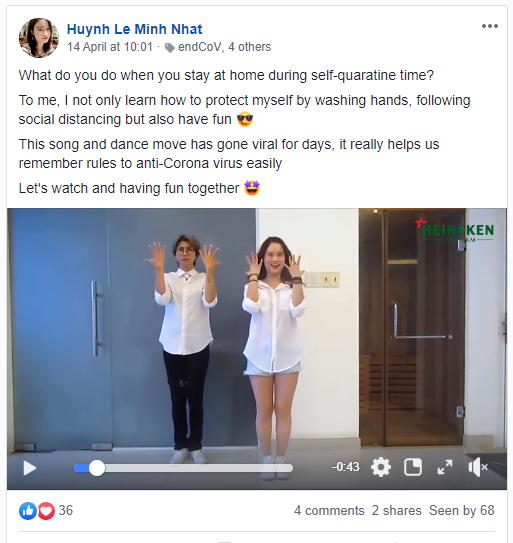 Huynh Le Minh Nhat
14 April at 10:01 · endCoV, 4 others
What do you do when you stay at home during self-quaratine time?
To me, I not only learn how to protect myself by washing hands, following
social distancing but also have fun 😎
This song and dance move has gone viral for days, it really helps us
remember rules to anti-Corona virus easily
Let's watch and having fun together 🤩
HEINEKEN
VIETNAM
-0:43
36
4 comments 2 shares Seen by 68